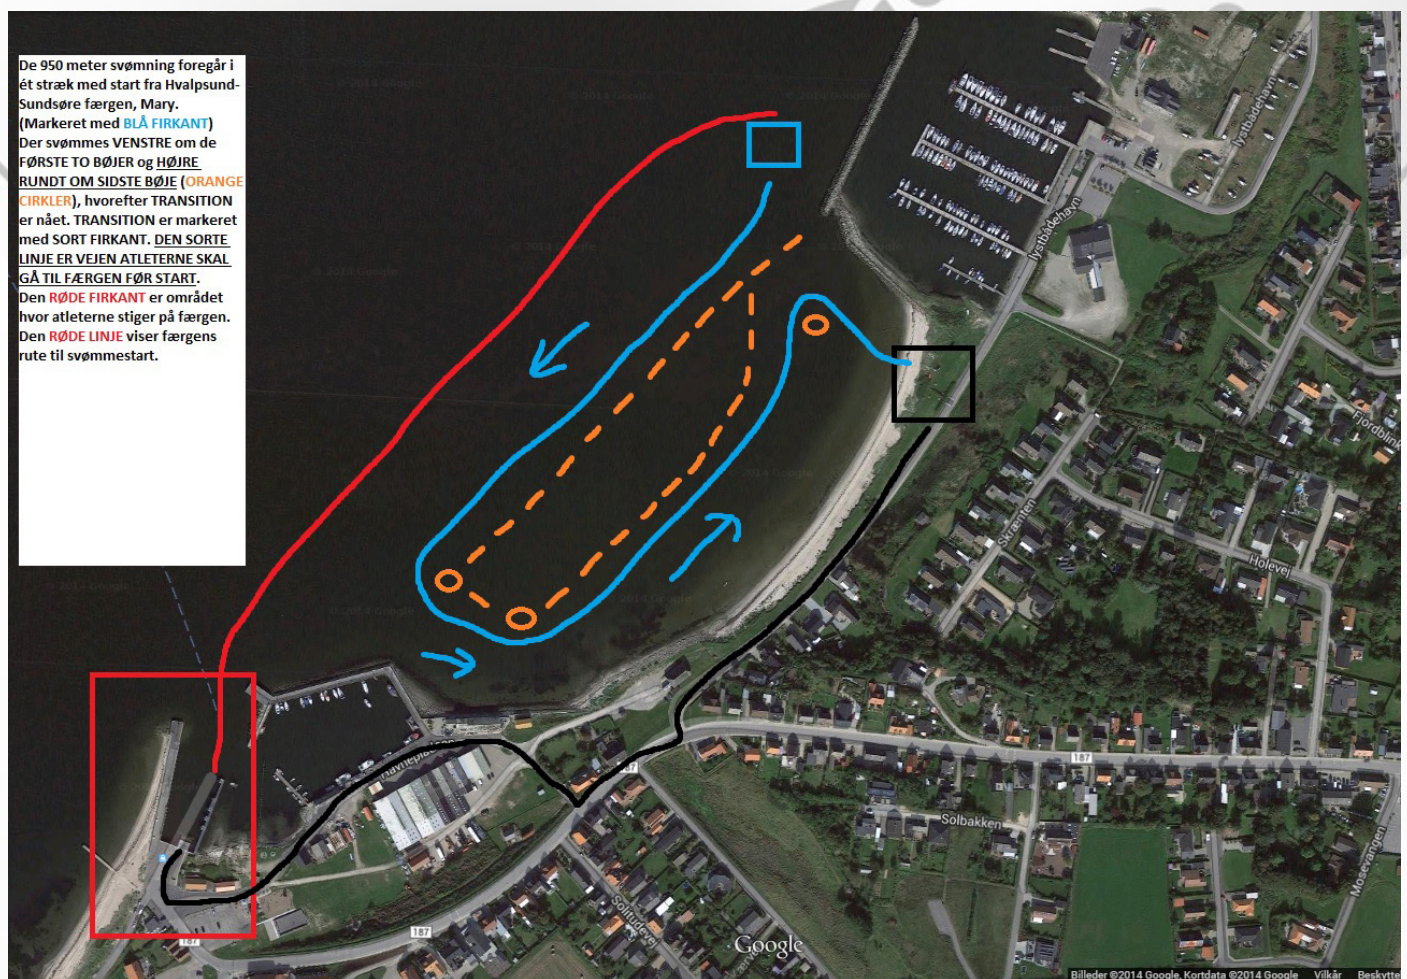 De 950 meter svømning foregår i
ét stræk med start fra Hvalpsund-
Sundsøre færgen, Mary.
(Markeret med BLÅ FIRKANT)
Der svømmes VENSTRE om de
FØRSTE TO BØJER og HØJRE
RUNDT OM SIDSTE BØJE (ORANGE
CIRKLER), hvorefter TRANSITION
er nået. TRANSITION er markeret
med SORT FIRKANT. DEN SORTE
LINJE ER VEJEN ATLETERNE SKAL
GÅ TIL FÆRGEN FØR START.
Den RØDE FIRKANT er området
hvor atleterne stiger på færgen.
Den RØDE LINJE viser færgens
rute til svømmestart.
lystbådehavn
lystbådehavn
Fjordblink
Skrænten
Holevej
187
187
Solbakken
Mosevangen
Solitudevej
187
187
Google
Billeder ©2014 Google, Kortdata ©2014 Google Vilkår Beskytte